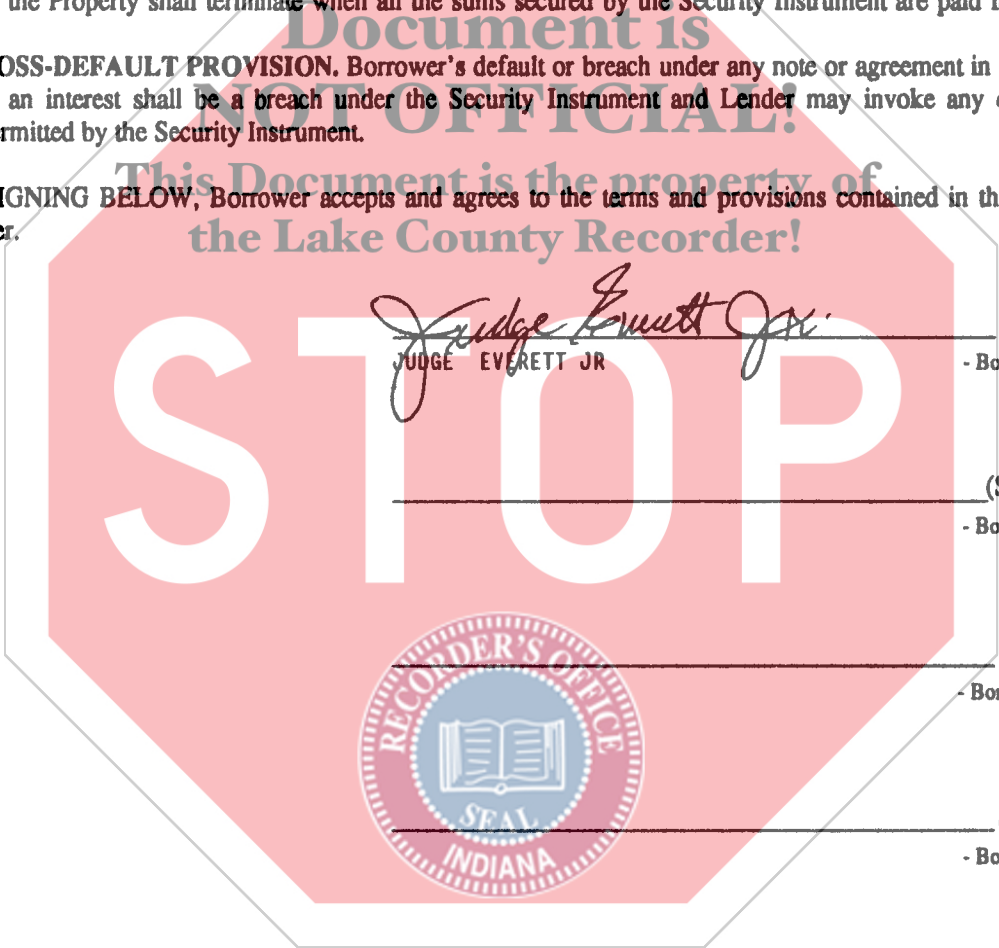 the Property shall terminate when all the sums secured by the Security Instrument are paid
Document is
OSS-DEFAULT PROVISION. Borrower's default or breach under any note or agreement in
an interest shall be a breach under the Security Instrument and Lender may invoke any
NOT OFFICIAL!
rmitted by the Security Instrument.
This Document is the property of
IGNING BELOW, Borrower accepts and agrees to the terms and provisions contained in th
er.
the Lake County Recorder!
Judge Everett Jr.
JUDGE EVERETT JR
- Bo
STOP
(S
- Bo
RECORDER'S OFFICE
- Bor
SEAL
INDIANA
- Bo